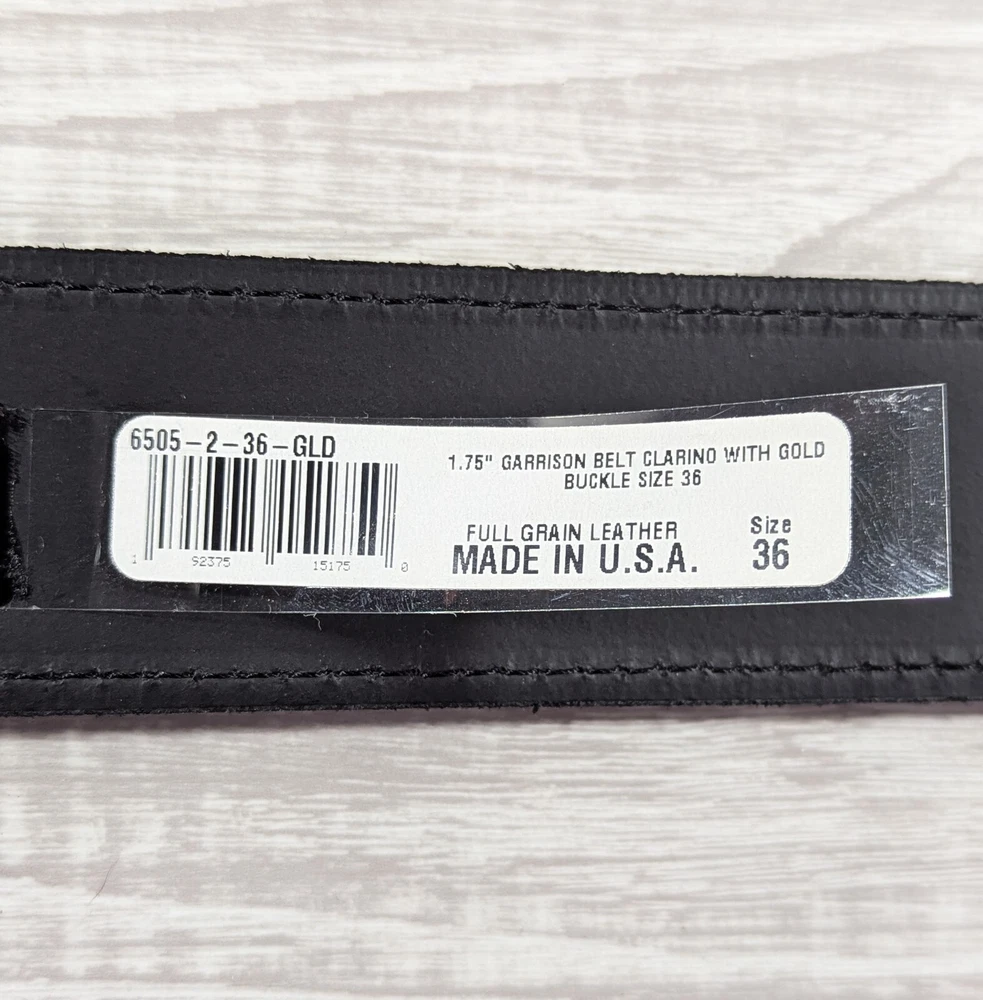 6505-2-36-GLD
1 92375 15175 0
1.75" GARRISON BELT CLARINO WITH GOLD
BUCKLE SIZE 36
FULL GRAIN LEATHER
MADE IN U.S.A.
Size
36